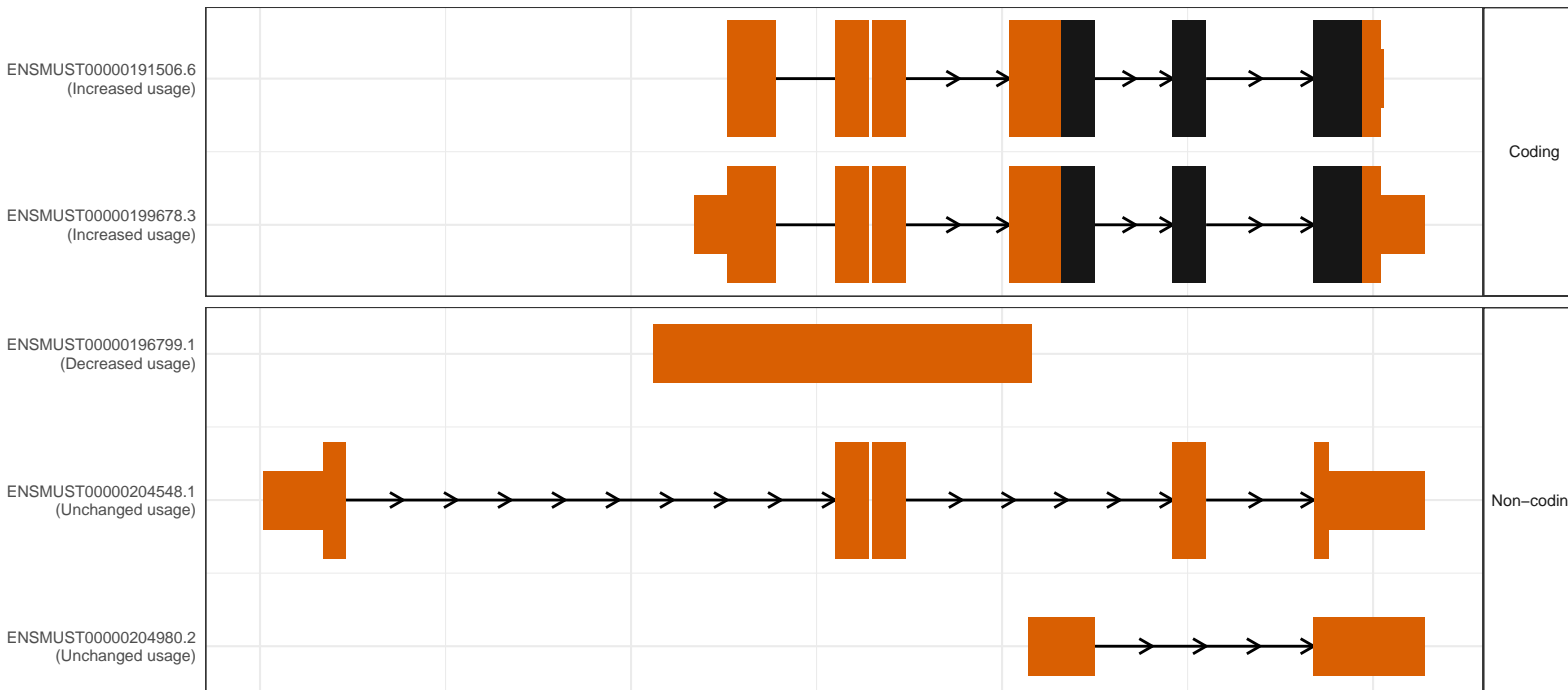 ENSMUST00000191506.6
(Increased usage)
Coding
ENSMUST00000199678.3
(Increased usage)
ENSMUST00000196799.1
(Decreased usage)
ENSMUST00000204548.1
(Unchanged usage)
Non−codin
ENSMUST00000204980.2
(Unchanged usage)